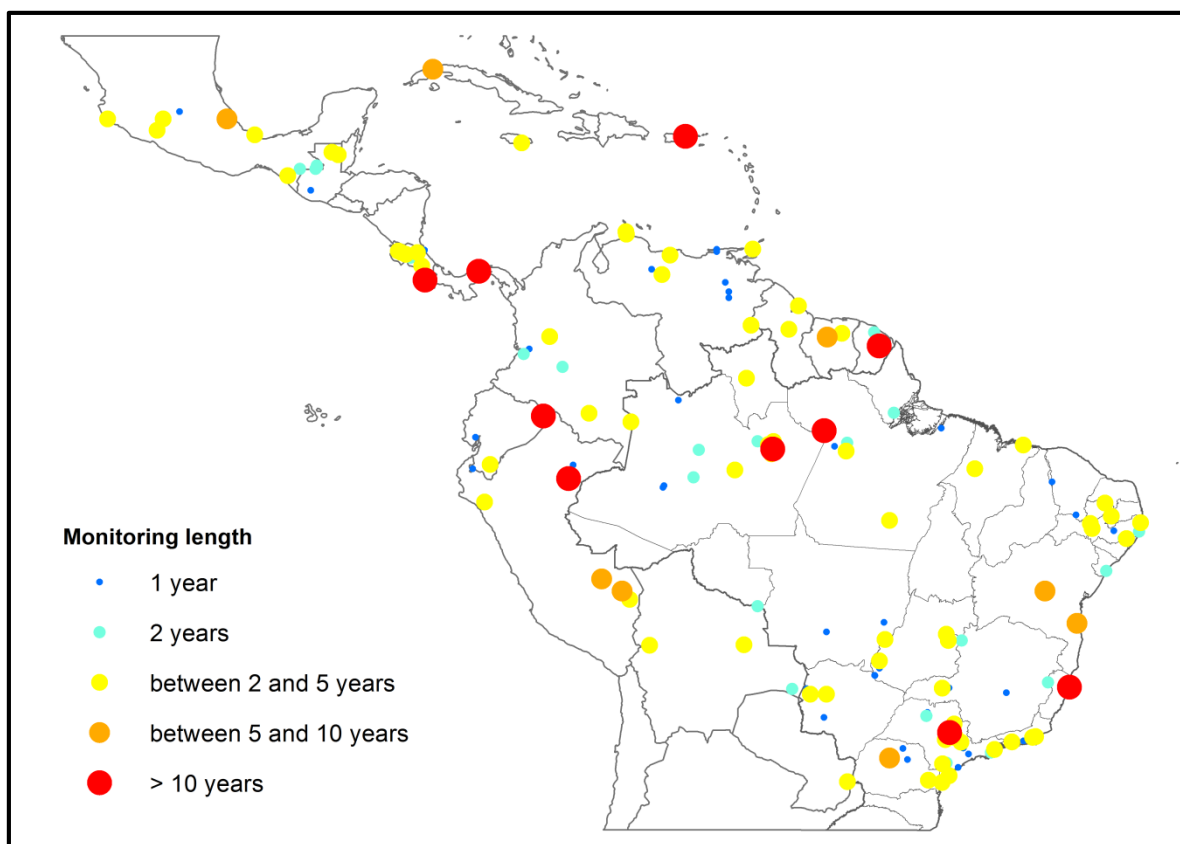 Monitoring length
1 year
2 years
between 2 and 5 years
between 5 and 10 years
> 10 years